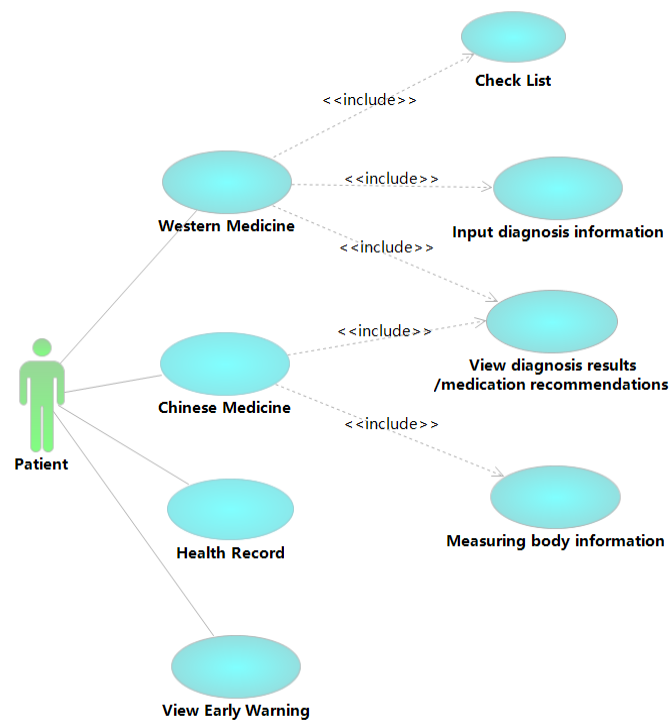 Check List
<<include>>
<<include>>
Western Medicine
Input diagnosis information
<<include>>
<<include>>
View diagnosis results
/medication recommendations
Chinese Medicine
<<include>>
Patient
Measuring body information
Health Record
View Early Warning